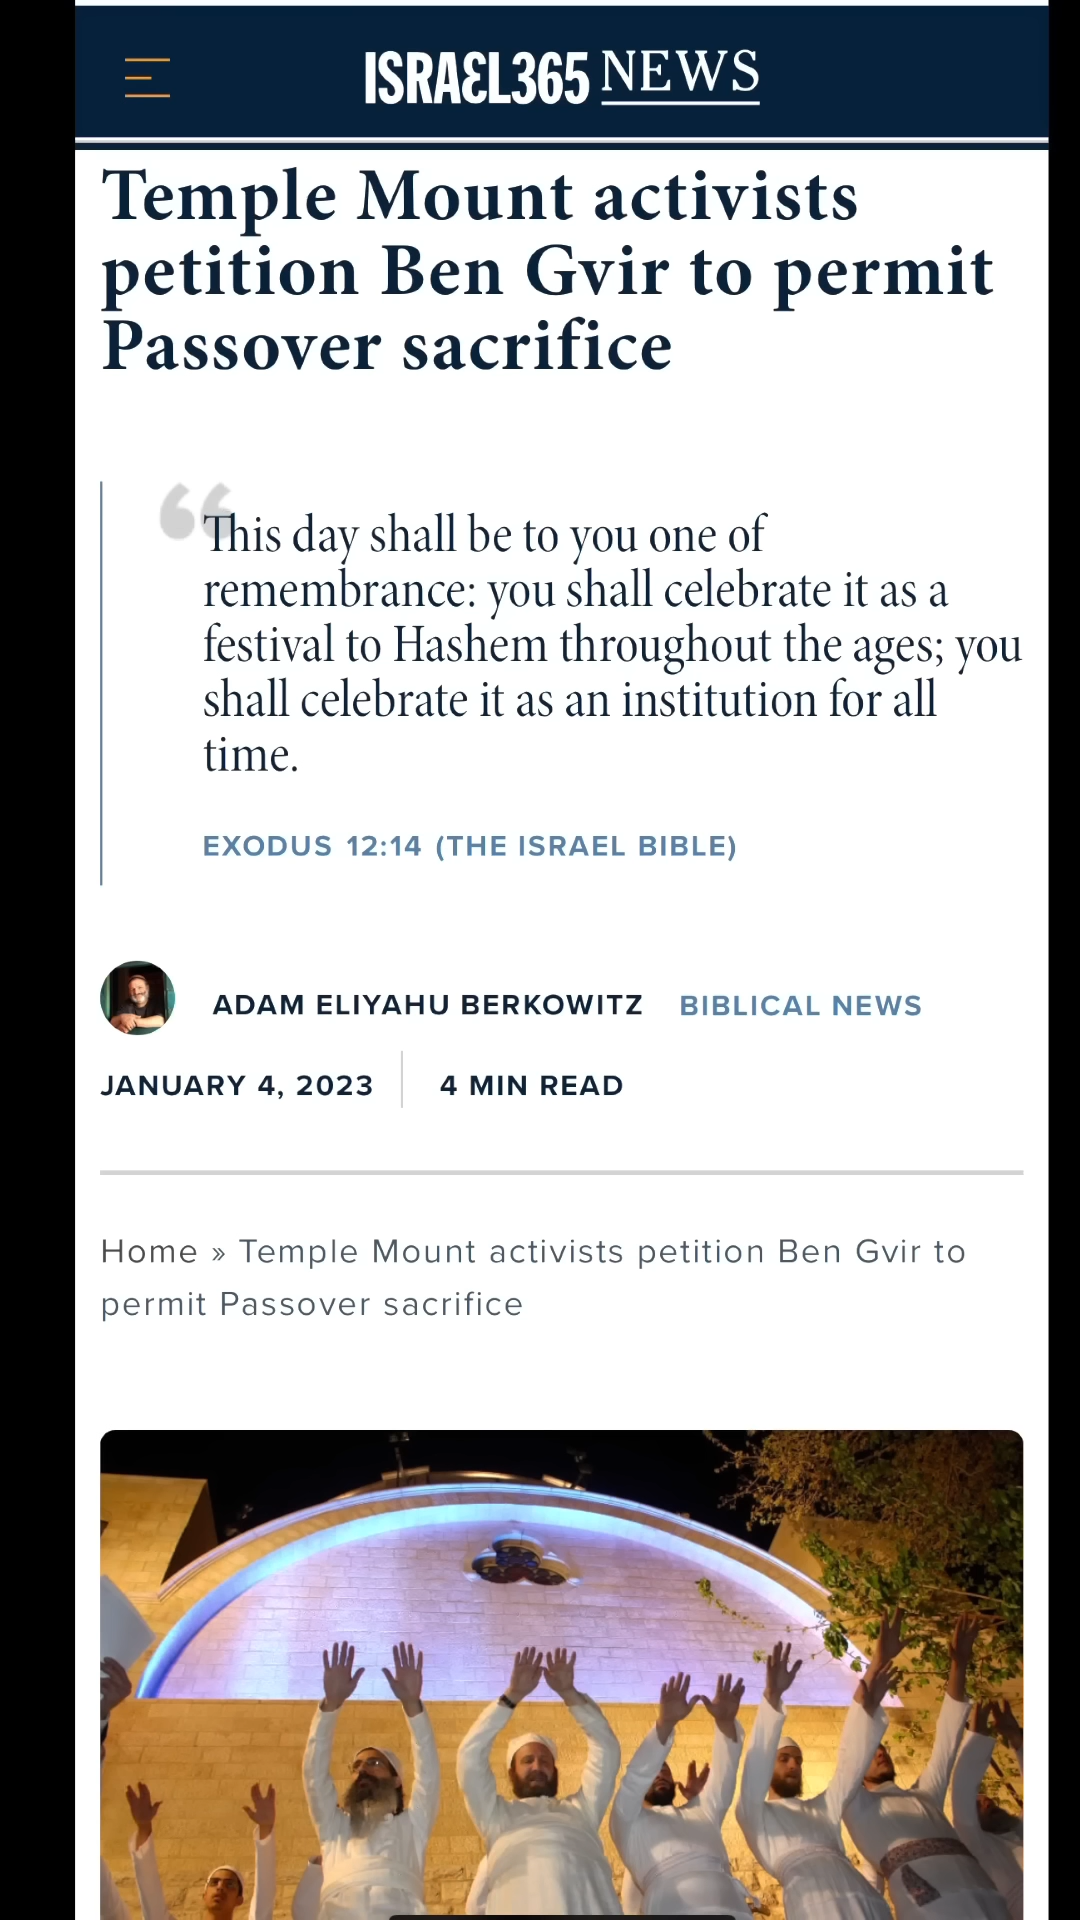 ISRAEL365 NEWS
Temple Mount activists
petition Ben Gvir to permit
Passover sacrifice
“This day shall be to you one of
remembrance: you shall celebrate it as a
festival to Hashem throughout the ages; you
shall celebrate it as an institution for all
time.
EXODUS 12:14 (THE ISRAEL BIBLE)
ADAM ELIYAHU BERKOWITZ BIBLICAL NEWS
JANUARY 4, 2023 4 MIN READ
Home » Temple Mount activists petition Ben Gvir to
permit Passover sacrifice